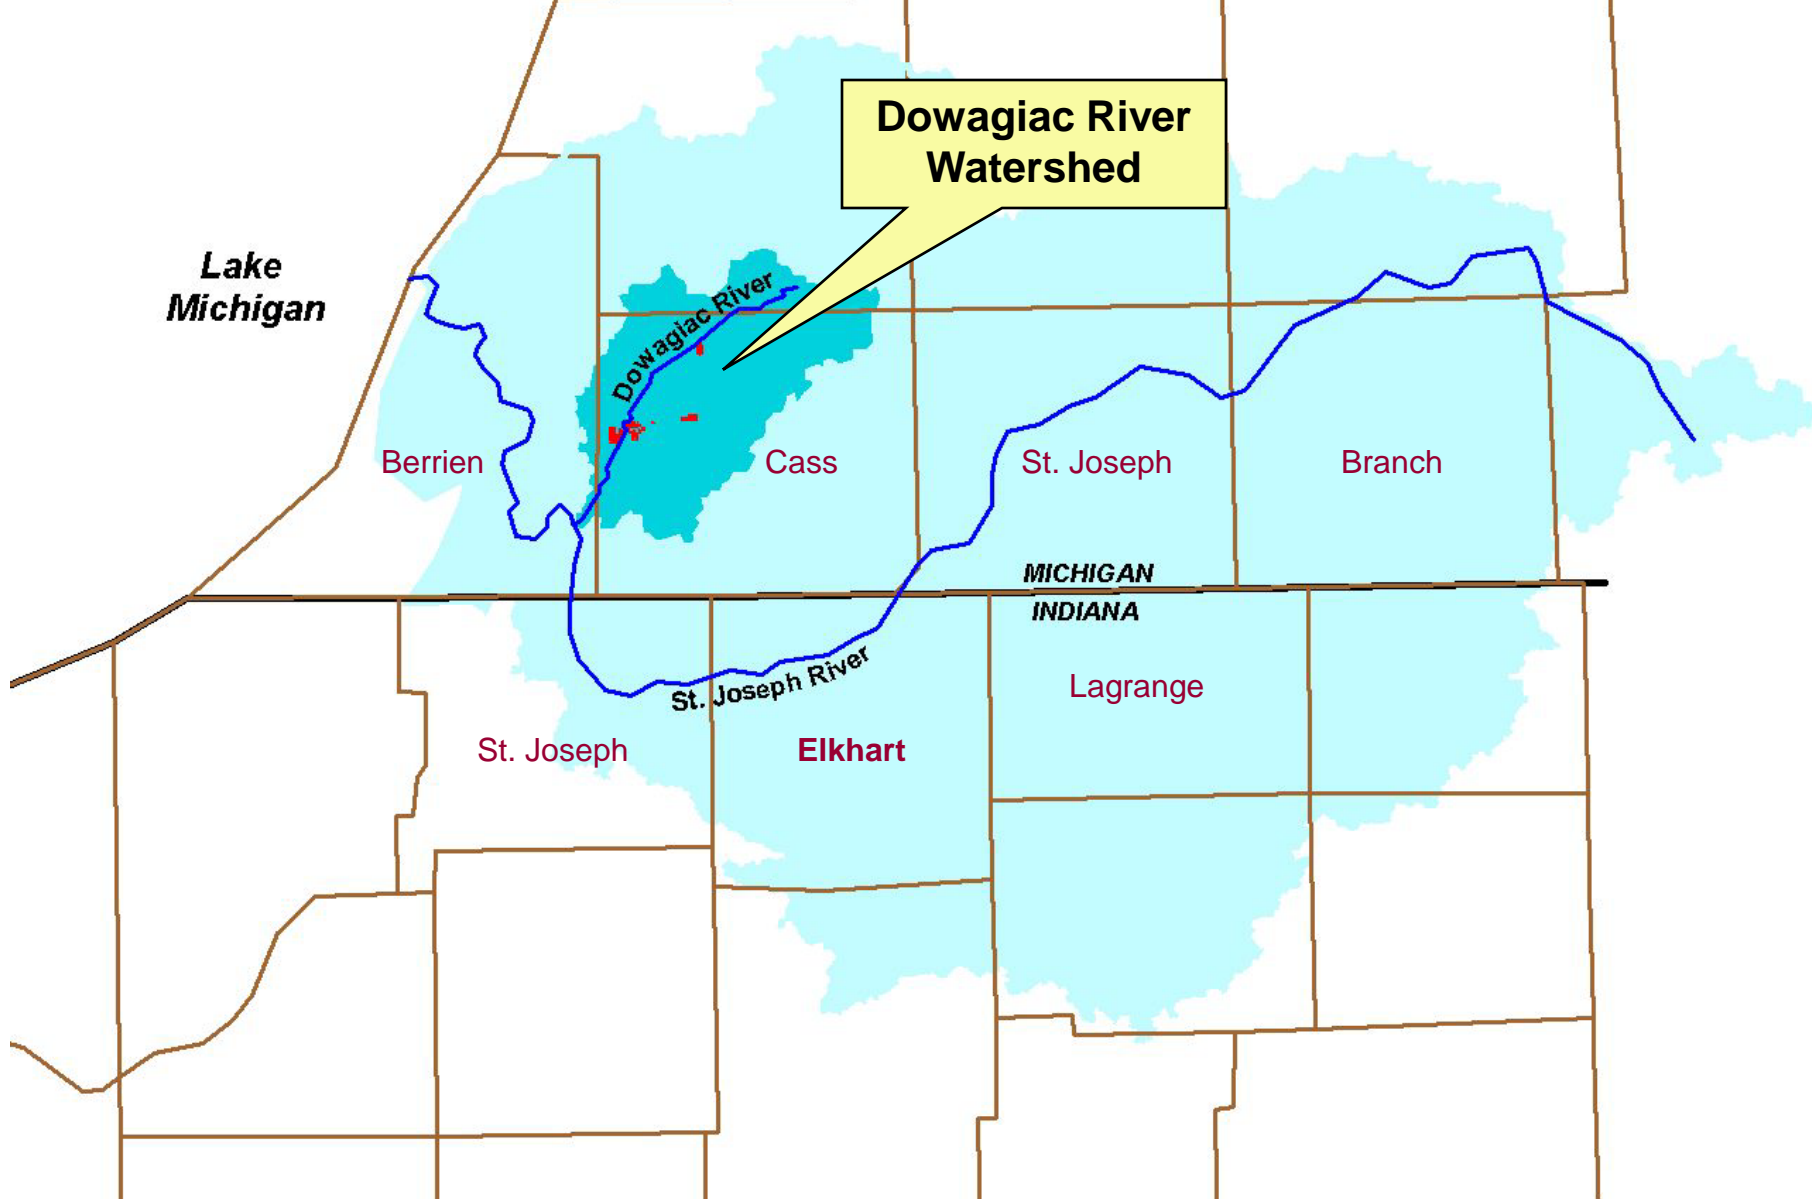 Dowagiac River
Watershed
Lake
Michigan
Dowagiac River
Berrien
Cass
St. Joseph
Branch
MICHIGAN
INDIANA
St. Joseph River
Lagrange
St. Joseph
Elkhart